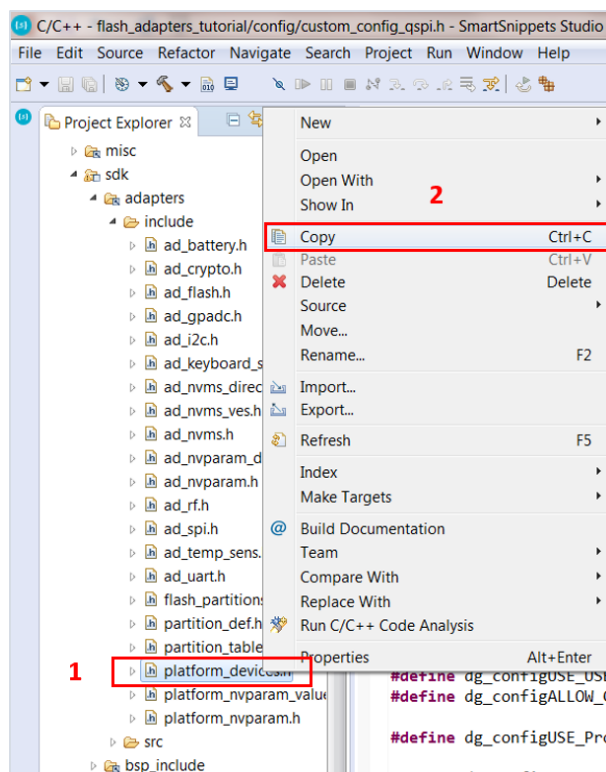 C/C++ - flash_adapters_tutorial/config/custom_config_qspi.h - SmartSnippets Studio
File Edit Source Refactor Navigate Search Project Run Window Help
Project Explorer
misc
sdk
adapters
include
ad_battery.h
ad_crypto.h
ad_flash.h
ad_gpadc.h
ad_i2c.h
ad_keyboard_s
ad_nvms_direc
ad_nvms_ves.h
ad_nvms.h
ad_nvparam_d
ad_nvparam.h
ad_rf.h
ad_spi.h
ad_temp_sens.
ad_uart.h
flash_partition
partition_def.h
partition_table
1 platform_devices.h
platform_nvparam_value
platform_nvparam.h
src
bsp_include
New
Open
Open With
Show In
2
Copy Ctrl+C
Paste Ctrl+V
Delete Delete
Source
Move...
Rename... F2
Import...
Export...
Refresh F5
Index
Make Targets
Build Documentation
Team
Compare With
Replace With
Run C/C++ Code Analysis
Properties Alt+Enter
#define dg_configUSE_USB
#define dg_configALLOW_
#define dg_configUSE_Pro